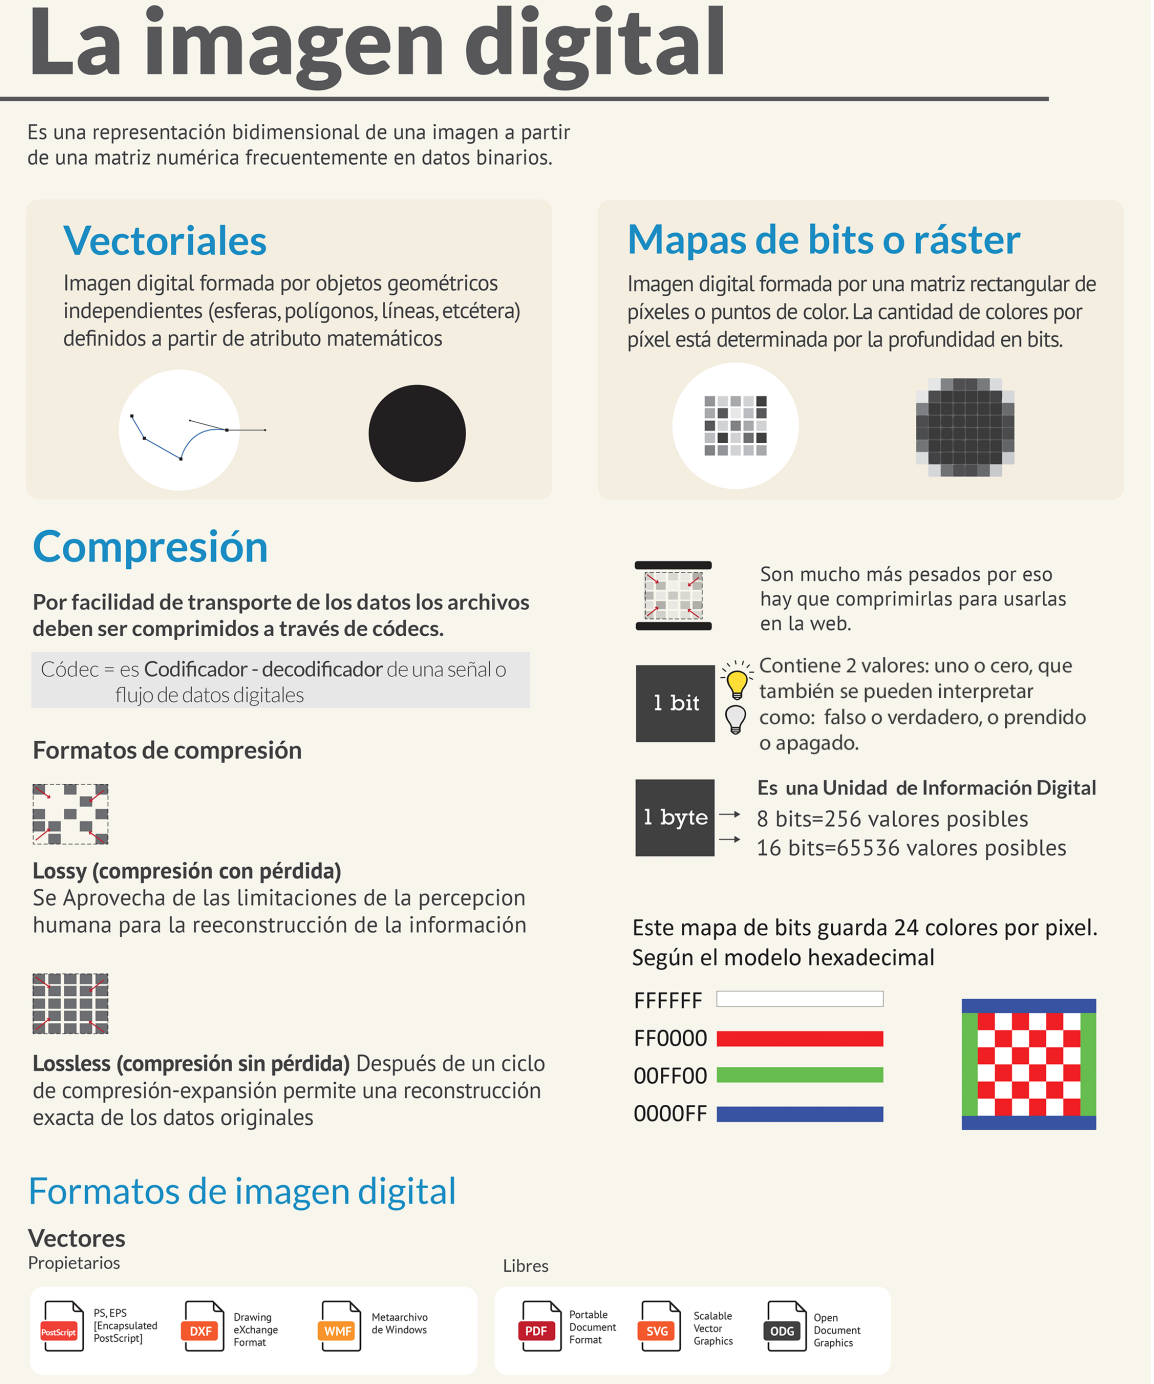 La imagen digital
Es una representación bidimensional de una imagen a partir
de una matriz numérica frecuentemente en datos binarios.
Vectoriales
Imagen digital formada por objetos geométricos
independientes (esferas, polígonos, líneas, etcétera)
definidos a partir de atributo matemáticos
Mapas de bits o ráster
Imagen digital formada por una matriz rectangular de
píxeles o puntos de color. La cantidad de colores por
píxel está determinada por la profundidad en bits.
Compresión
Por facilidad de transporte de los datos los archivos
deben ser comprimidos a través de códecs.
Códec = es Codificador - decodificador de una señal o
flujo de datos digitales
Formatos de compresión
Lossy (compresión con pérdida)
Se Aprovecha de las limitaciones de la percepcion
humana para la reeconstrucción de la información
Lossless (compresión sin pérdida) Después de un ciclo
de compresión-expansión permite una reconstrucción
exacta de los datos originales
Son mucho más pesados por eso
hay que comprimirlas para usarlas
en la web.
1 bit
Contiene 2 valores: uno o cero, que
también se pueden interpretar
como: falso o verdadero, o prendido
o apagado.
1 byte
Es una Unidad de Información Digital
8 bits=256 valores posibles
16 bits=65536 valores posibles
Este mapa de bits guarda 24 colores por pixel.
Según el modelo hexadecimal
FFFFFF
FF0000
00FF00
0000FF
Formatos de imagen digital
Vectores
Propietarios
PostScript
PS, EPS
[Encapsulated
PostScript]
DXF
Drawing
eXchange
Format
WMF
Metaarchivo
de Windows
Libres
PDF
Portable
Document
Format
SVG
Scalable
Vector
Graphics
ODG
Open
Document
Graphics